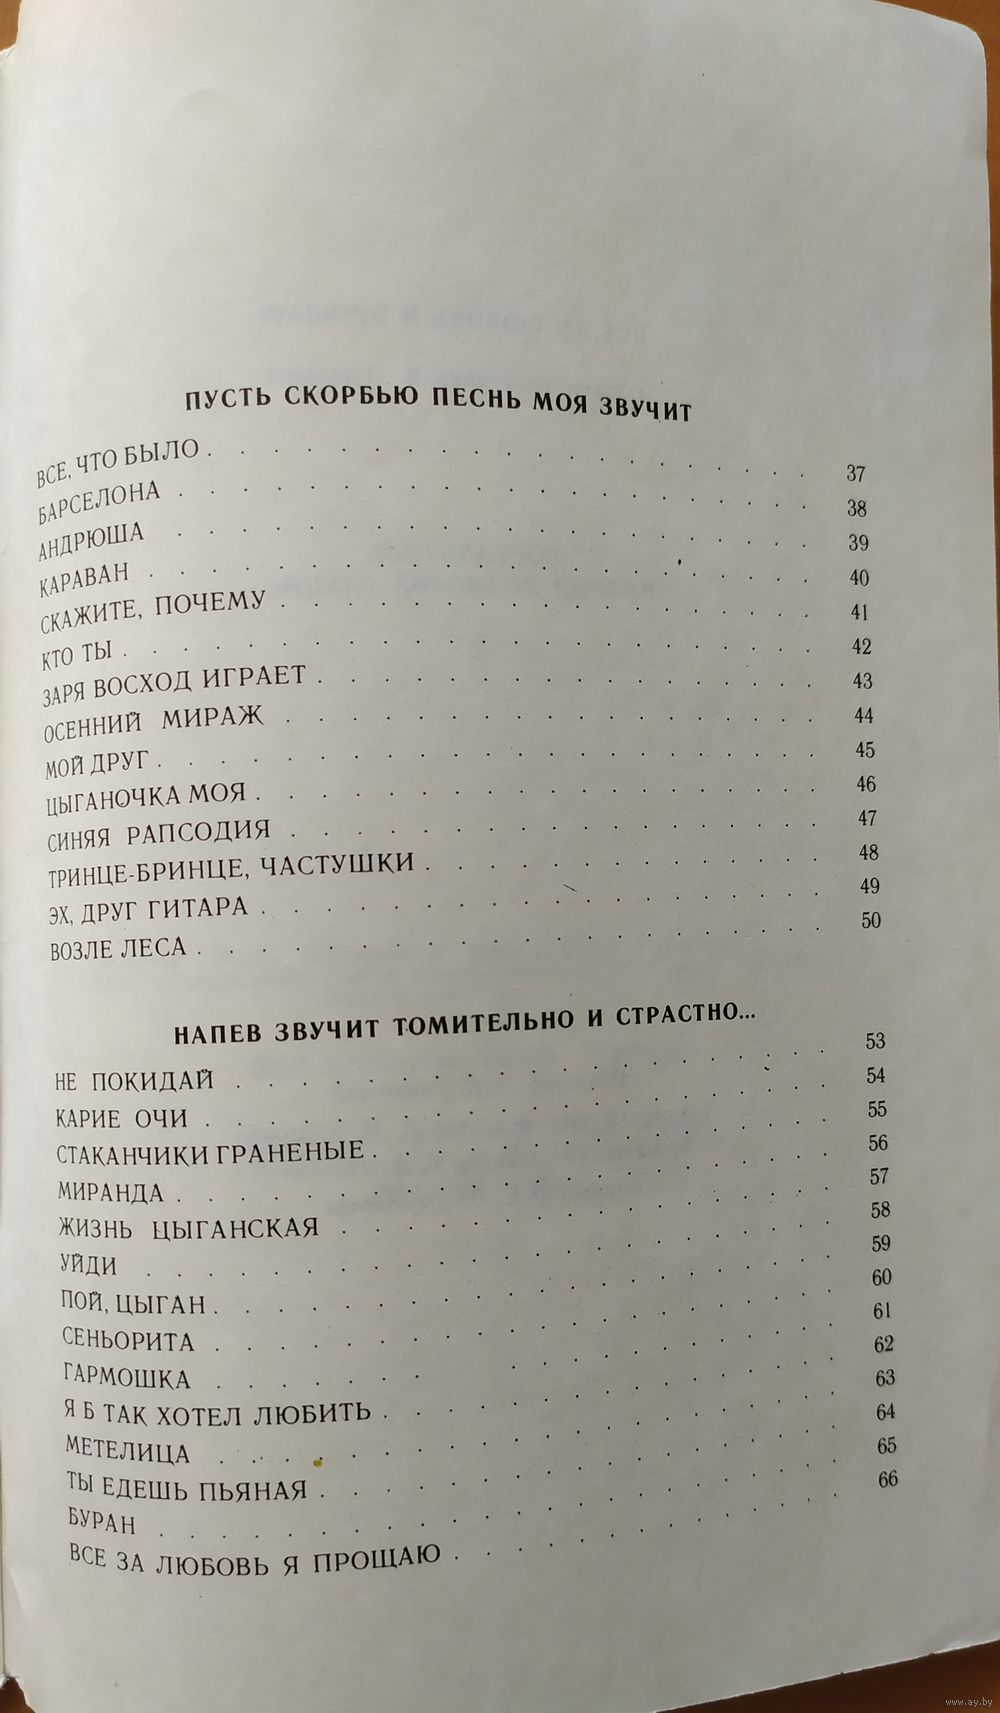 ПУСТЬ СКОРБЬЮ ПЕСНЬ МОЯ ЗВУЧИТ
ВСЕ, ЧТО БЫЛО . . . . . . . . . . . . 37
БАРСЕЛОНА . . . . . . . . . . . . 38
АНДРЮША . . . . . . . . . . . . 39
КАРАВАН . . . . . . . . . . . . 40
СКАЖИТЕ, ПОЧЕМУ . . . . . . . . . . . . 41
КТО ТЫ . . . . . . . . . . . . 42
ЗАРЯ ВОСХОД ИГРАЕТ . . . . . . . . . . . . 43
ОСЕННИЙ МИРАЖ . . . . . . . . . . . . 44
МОЙ ДРУГ . . . . . . . . . . . . 45
ЦЫГАНОЧКА МОЯ . . . . . . . . . . . . 46
СИНЯЯ РАПСОДИЯ . . . . . . . . . . . . 47
ТРИНЦЕ-БРИНЦЕ, ЧАСТУШКИ . . . . . . . . . . . . 48
ЭХ, ДРУГ ГИТАРА . . . . . . . . . . . . 49
ВОЗЛЕ ЛЕСА . . . . . . . . . . . . 50
НАПЕВ ЗВУЧИТ ТОМИТЕЛЬНО И СТРАСТНО...
НЕ ПОКИДАЙ . . . . . . . . . . . . 53
КАРИЕ ОЧИ . . . . . . . . . . . . 54
СТАКАНЧИКИ ГРАНЕНЫЕ . . . . . . . . . . . . 55
МИРАНДА . . . . . . . . . . . . 56
ЖИЗНЬ ЦЫГАНСКАЯ . . . . . . . . . . . . 57
УЙДИ . . . . . . . . . . . . 58
ПОЙ, ЦЫГАН . . . . . . . . . . . . 59
СЕНЬОРИТА . . . . . . . . . . . . 60
ГАРМОШКА . . . . . . . . . . . . 61
Я Б ТАК ХОТЕЛ ЛЮБИТЬ . . . . . . . . . . . . 62
МЕТЕЛИЦА . . . . . . . . . . . . 63
ТЫ ЕДЕШЬ ПЬЯНАЯ . . . . . . . . . . . . 64
БУРАН . . . . . . . . . . . . 65
ВСЕ ЗА ЛЮБОВЬ Я ПРОЩАЮ . . . . . . . . . . . . 66
www.ay.by